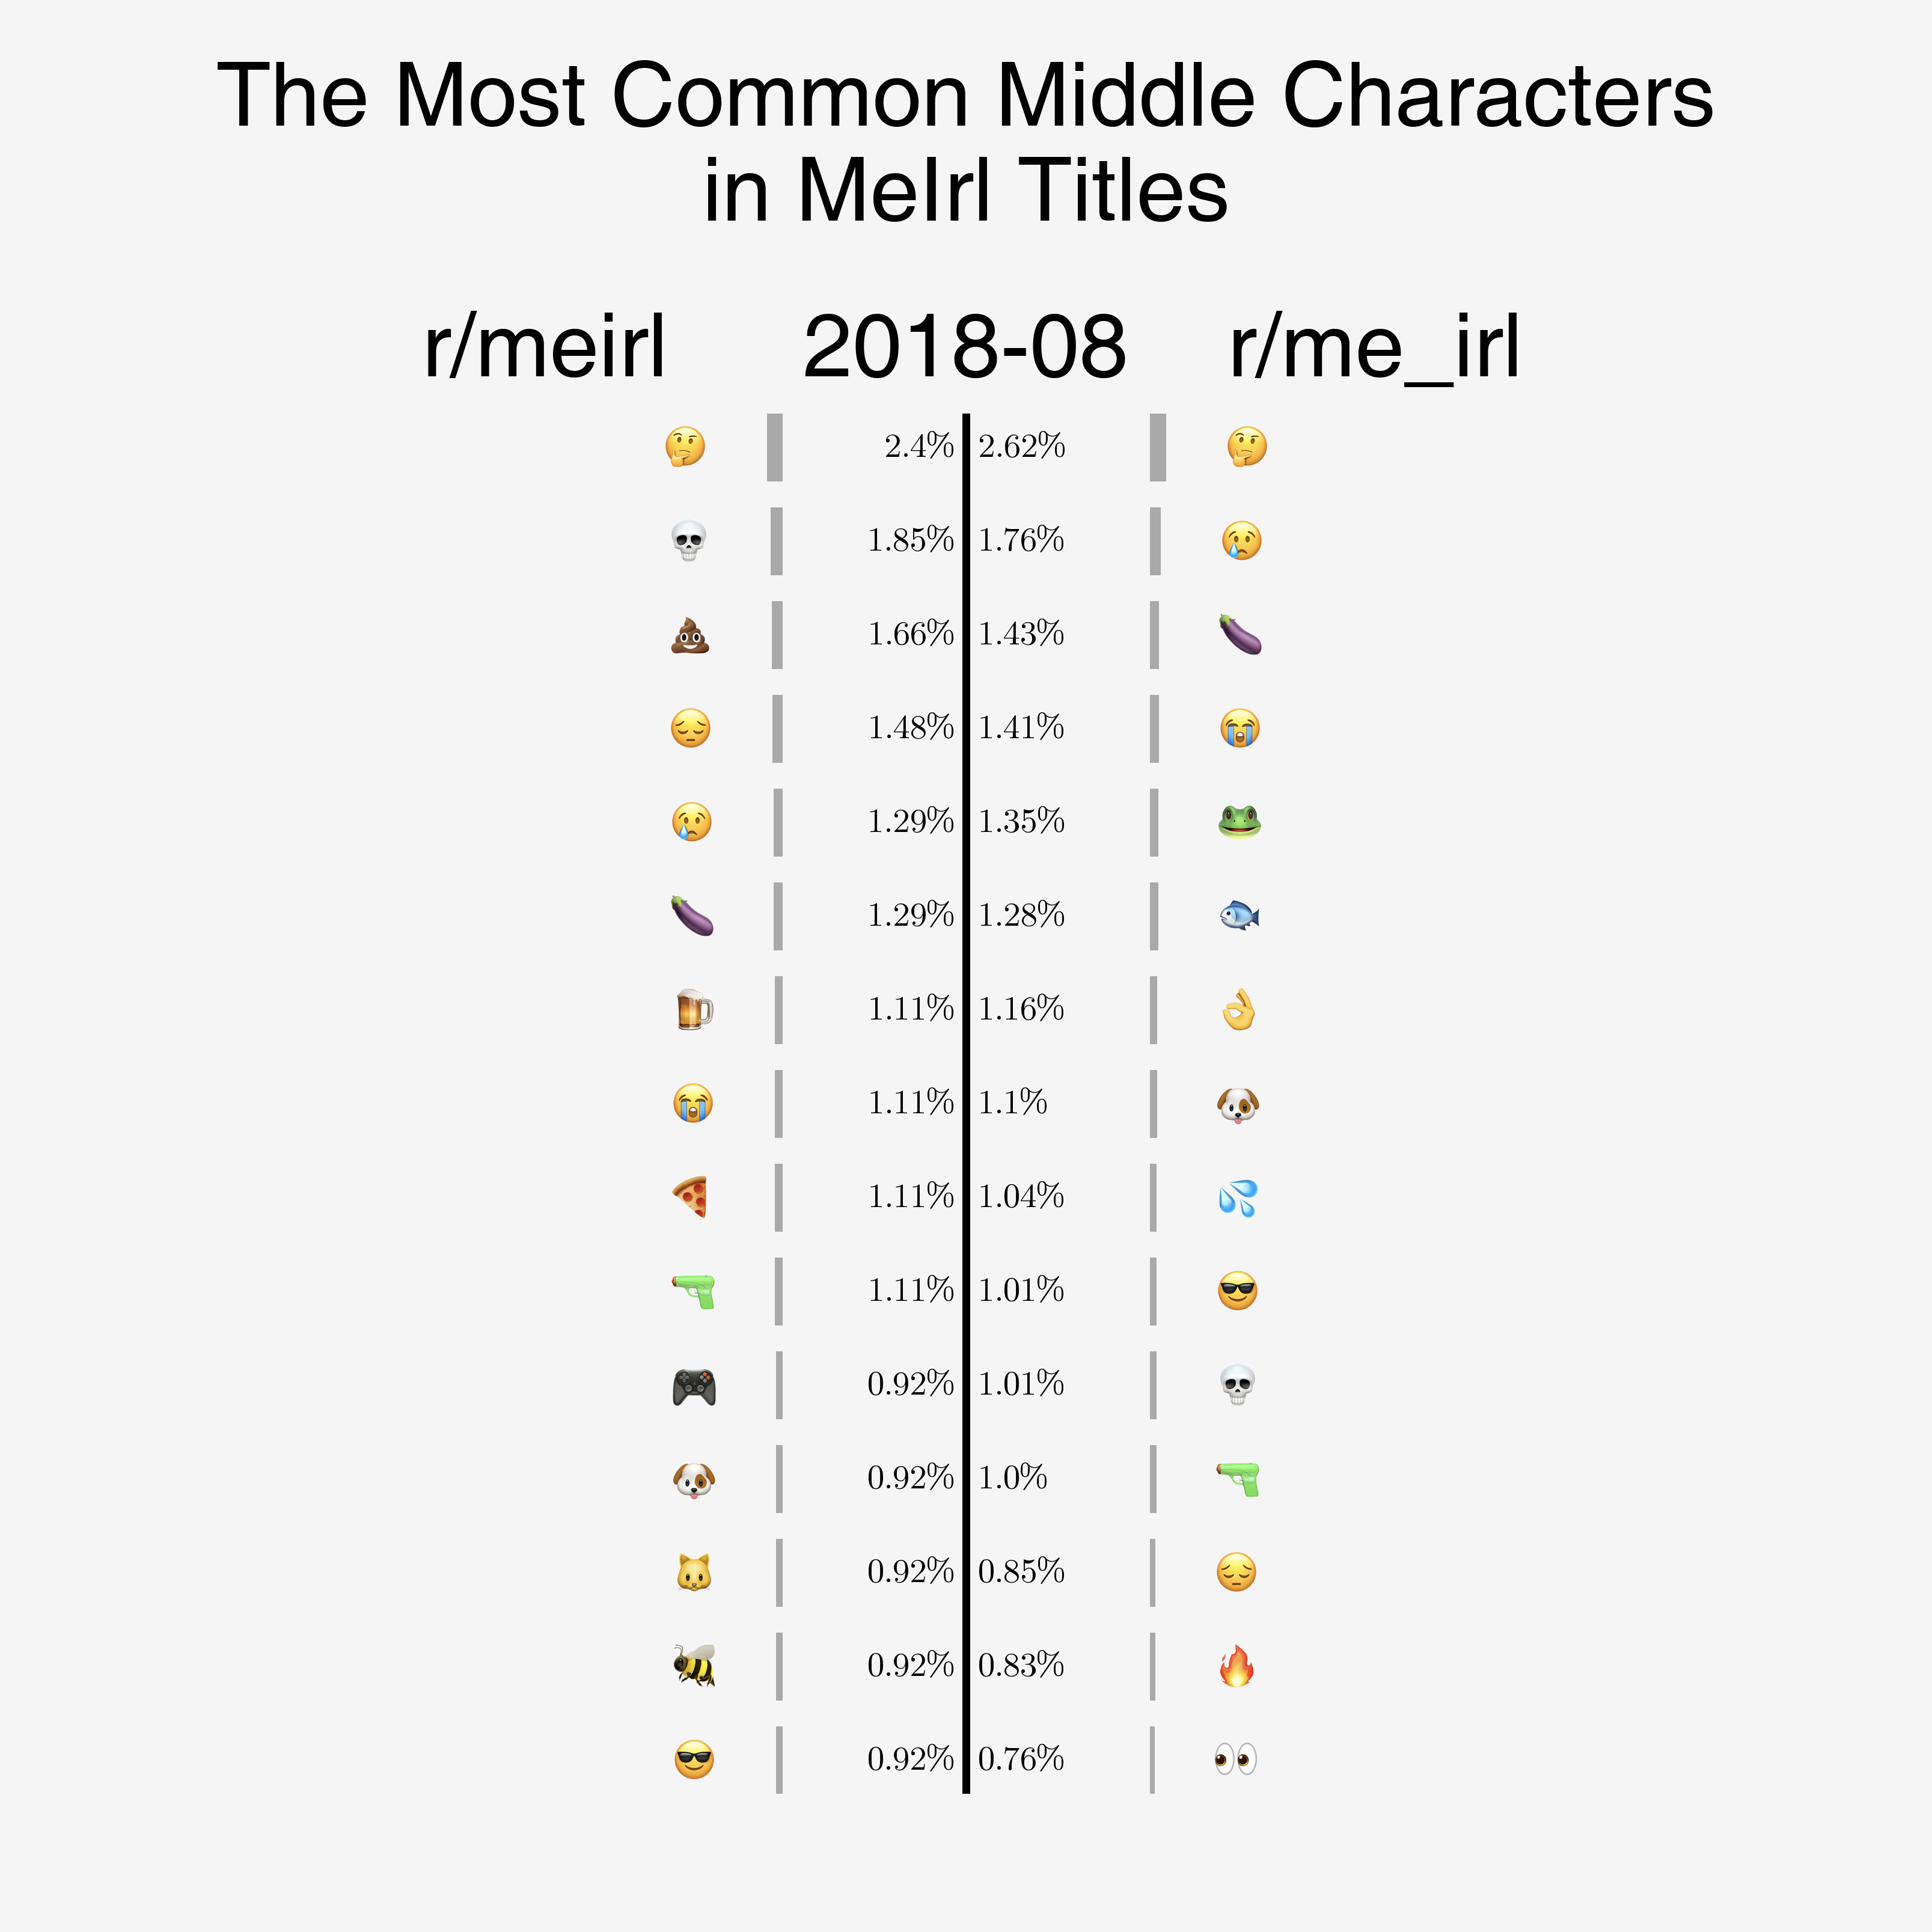 The Most Common Middle Characters
in MeIrl Titles
r/meirl 2018-08 r/me_irl
🤔 2.4% 2.62% 🤔
💀 1.85% 1.76% 😢
💩 1.66% 1.43% 🍆
😔 1.48% 1.41% 😭
😢 1.29% 1.35% 🐸
🍆 1.29% 1.28% 🐟
🍺 1.11% 1.16% 👌
😭 1.11% 1.1% 🐶
🍕 1.11% 1.04% 💦
🔫 1.11% 1.01% 😎
🎮 0.92% 1.01% 💀
🐶 0.92% 1.0% 🔫
🐱 0.92% 0.85% 😔
🐝 0.92% 0.83% 🔥
😎 0.92% 0.76% 👀